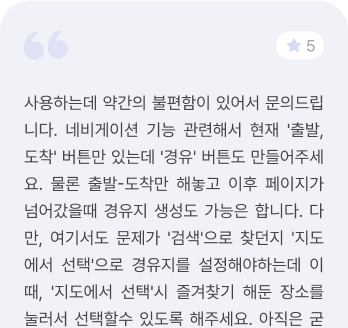 5
사용하는데 약간의 불편함이 있어서 문의드립
니다. 네비게이션 기능 관련해서 현재 '출발,
도착' 버튼만 있는데 '경유' 버튼도 만들어주세
요. 물론 출발-도착만 해놓고 이후 페이지가
넘어갔을때 경유지 생성도 가능은 합니다. 다
만, 여기서도 문제가 '검색'으로 찾던지 '지도
에서 선택'으로 경유지를 설정해야하는데 이
때, '지도에서 선택'시 즐겨찾기 해둔 장소를
눌러서 선택할수 있도록 해주세요. 아직은 굳